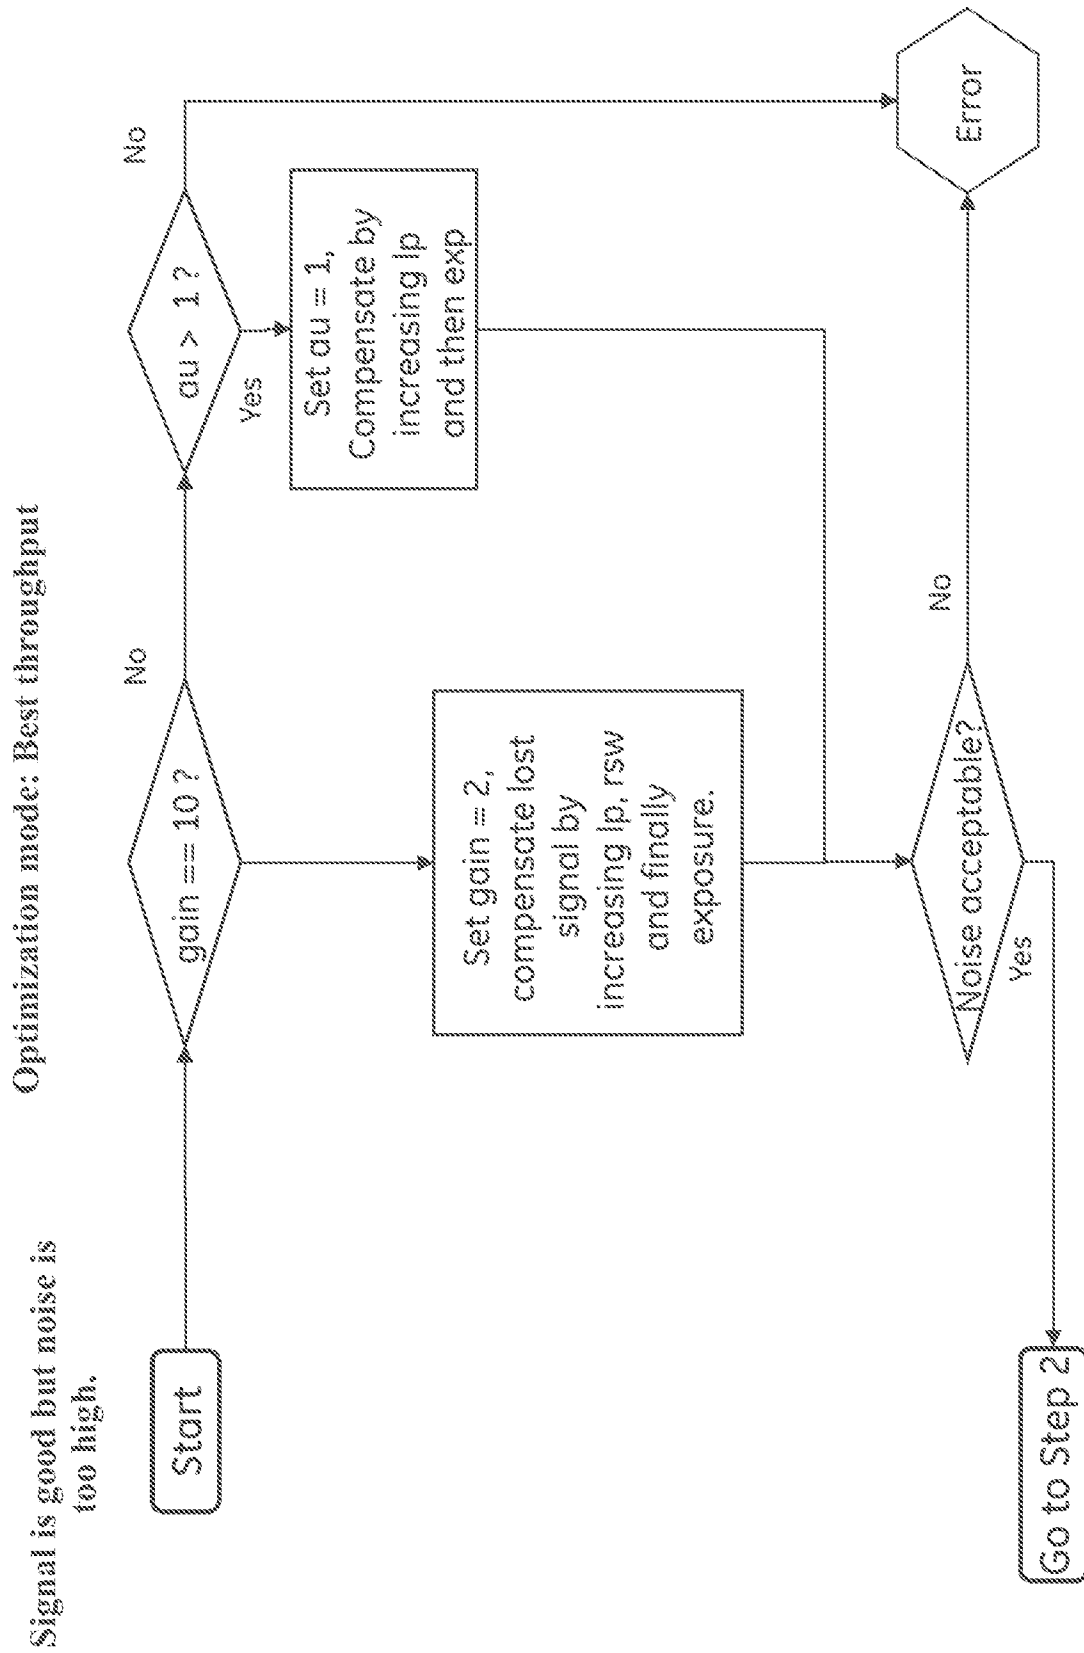 Signal is good but noise is
too high.
Optimization mode: Best throughput
Start
gain == 10 ?
No
au > 1 ?
No
Yes
Set au = 1,
Compensate by
increasing lp
and then exp
Set gain = 2,
compensate lost
signal by
increasing lp, rsw
and finally
exposure.
Noise acceptable?
No
Yes
Error
Go to Step 2